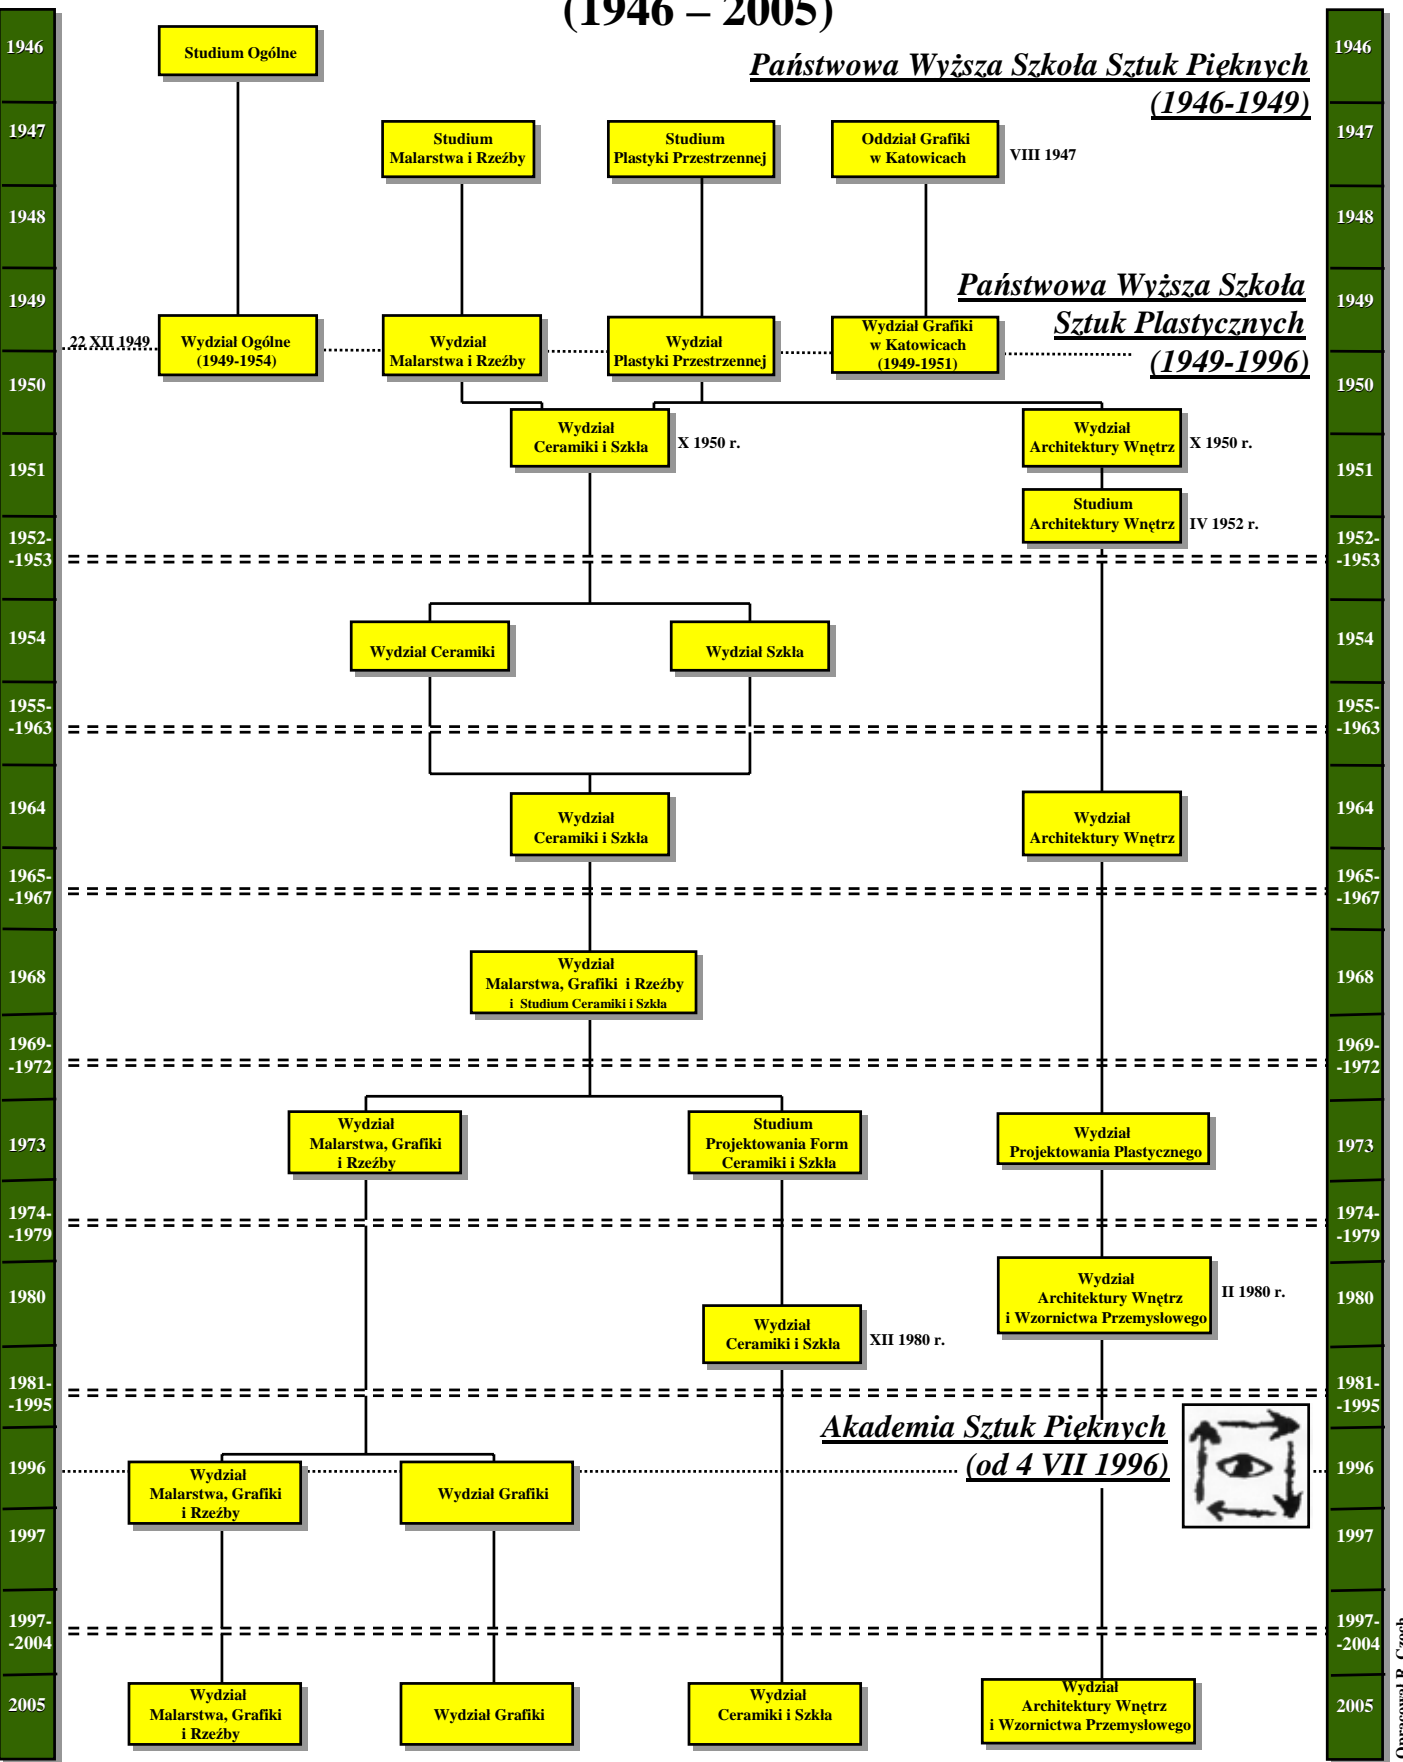 (1946 – 2005)
1946
1946
Studium Ogólne
Państwowa Wyższa Szkoła Sztuk Pięknych
(1946-1949)
1947
1947
Studium
Malarstwa i Rzeźby
Studium
Plastyki Przestrzennej
Oddział Grafiki
w Katowicach
VIII 1947
1948
1948
Państwowa Wyższa Szkoła
Sztuk Plastycznych
(1949-1996)
1949
1949
22 XII 1949
Wydział Ogólne
(1949-1954)
Wydział
Malarstwa i Rzeźby
Wydział
Plastyki Przestrzennej
Wydział Grafiki
w Katowicach
(1949-1951)
1950
1950
Wydział
Ceramiki i Szkła
X 1950 r.
Wydział
Architektury Wnętrz
X 1950 r.
1951
1951
Studium
Architektury Wnętrz
IV 1952 r.
1952-
-1953
1952-
-1953
1954
1954
Wydział Ceramiki
Wydział Szkła
1955-
-1963
1955-
-1963
1964
1964
Wydział
Ceramiki i Szkła
Wydział
Architektury Wnętrz
1965-
-1967
1965-
-1967
1968
1968
Wydział
Malarstwa, Grafiki i Rzeźby
i Studium Ceramiki i Szkła
1969-
-1972
1969-
-1972
1973
1973
Wydział
Malarstwa, Grafiki
i Rzeźby
Studium
Projektowania Form
Ceramiki i Szkła
Wydział
Projektowania Plastycznego
1974-
-1979
1974-
-1979
1980
1980
Wydział
Architektury Wnętrz
i Wzornictwa Przemysłowego
II 1980 r.
Wydział
Ceramiki i Szkła
XII 1980 r.
1981-
-1995
1981-
-1995
Akademia Sztuk Pięknych
(od 4 VII 1996)
1996
1996
Wydział
Malarstwa, Grafiki
i Rzeźby
Wydział Grafiki
1997
1997
1997-
-2004
1997-
-2004
2005
2005
Wydział
Malarstwa, Grafiki
i Rzeźby
Wydział Grafiki
Wydział
Ceramiki i Szkła
Wydział
Architektury Wnętrz
i Wzornictwa Przemysłowego
Opracował R. Czech